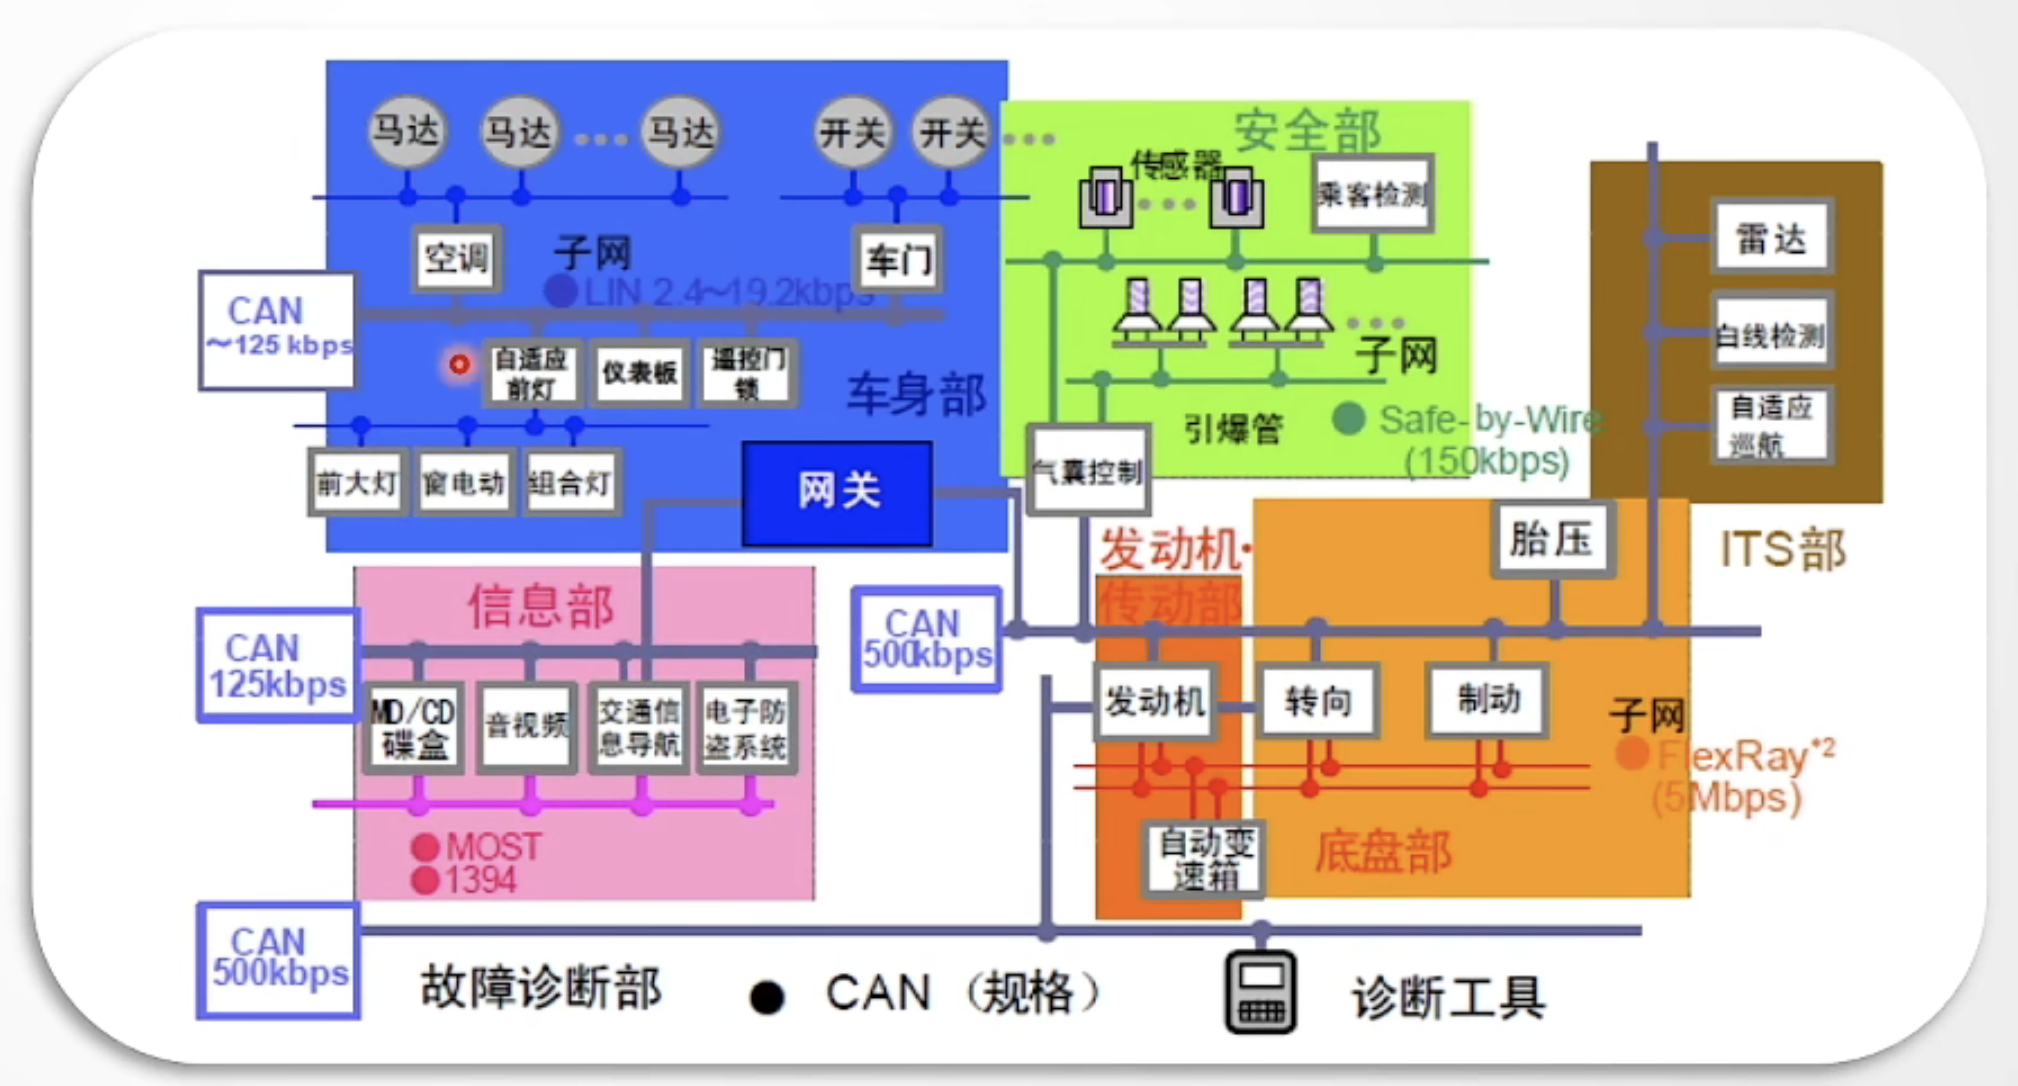 马达
马达
马达
开关
开关
安全部
传感器
乘客检测
雷达
空调
子网
车门
LIN 2.4~19.2kbps
CAN
~125 kbps
白线检测
自适应
前灯
仪表板
遥控门
锁
车身部
子网
自适应
巡航
引爆管
Safe-by-Wire
(150kbps)
前大灯
窗电动
组合灯
网关
气囊控制
发动机·
传动部
胎压
ITS部
信息部
CAN
125kbps
CAN
500kbps
MD/CD
碟盒
音视频
交通信
息导航
电子防
盗系统
发动机
转向
制动
子网
FlexRay*2
(5Mbps)
MOST
1394
自动变
速箱
底盘部
CAN
500kbps
故障诊断部
CAN（规格）
诊断工具